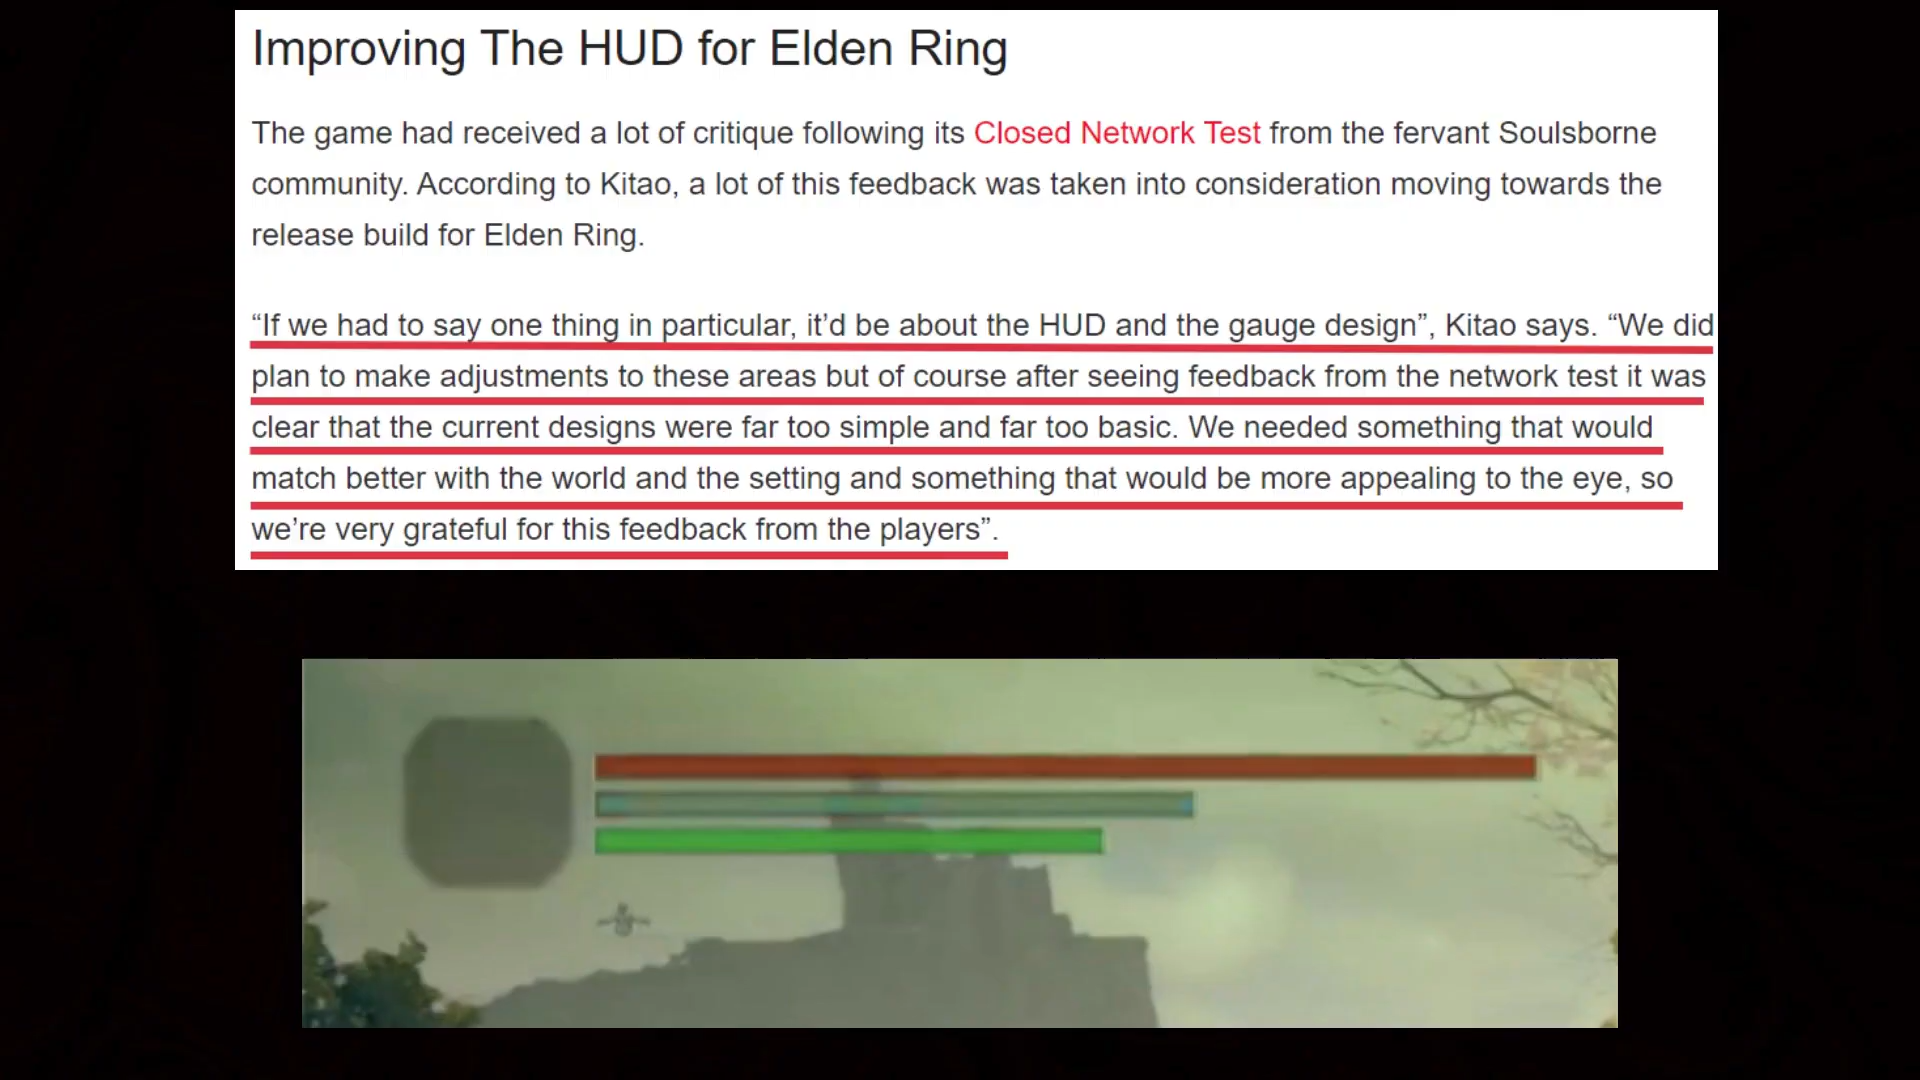 Improving The HUD for Elden Ring
The game had received a lot of critique following its Closed Network Test from the fervant Soulsborne
community. According to Kitao, a lot of this feedback was taken into consideration moving towards the
release build for Elden Ring.
“If we had to say one thing in particular, it’d be about the HUD and the gauge design”, Kitao says. “We did
plan to make adjustments to these areas but of course after seeing feedback from the network test it was
clear that the current designs were far too simple and far too basic. We needed something that would
match better with the world and the setting and something that would be more appealing to the eye, so
we’re very grateful for this feedback from the players”.